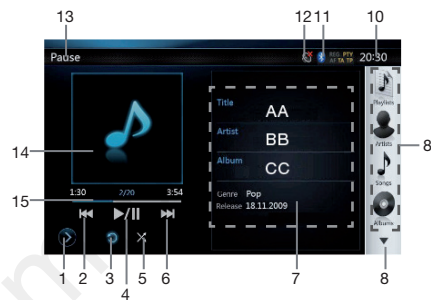 13
12 11
10
Pause
REG PTY
AF TA TP
20:30
Title
AA
Artist
BB
Album
CC
Genre Pop
Release 18.11.2009
Playlists
Artists
Songs
Albums
8
14
1:30 2/20 3:54
15
1 2 3 4 5 6 7 8